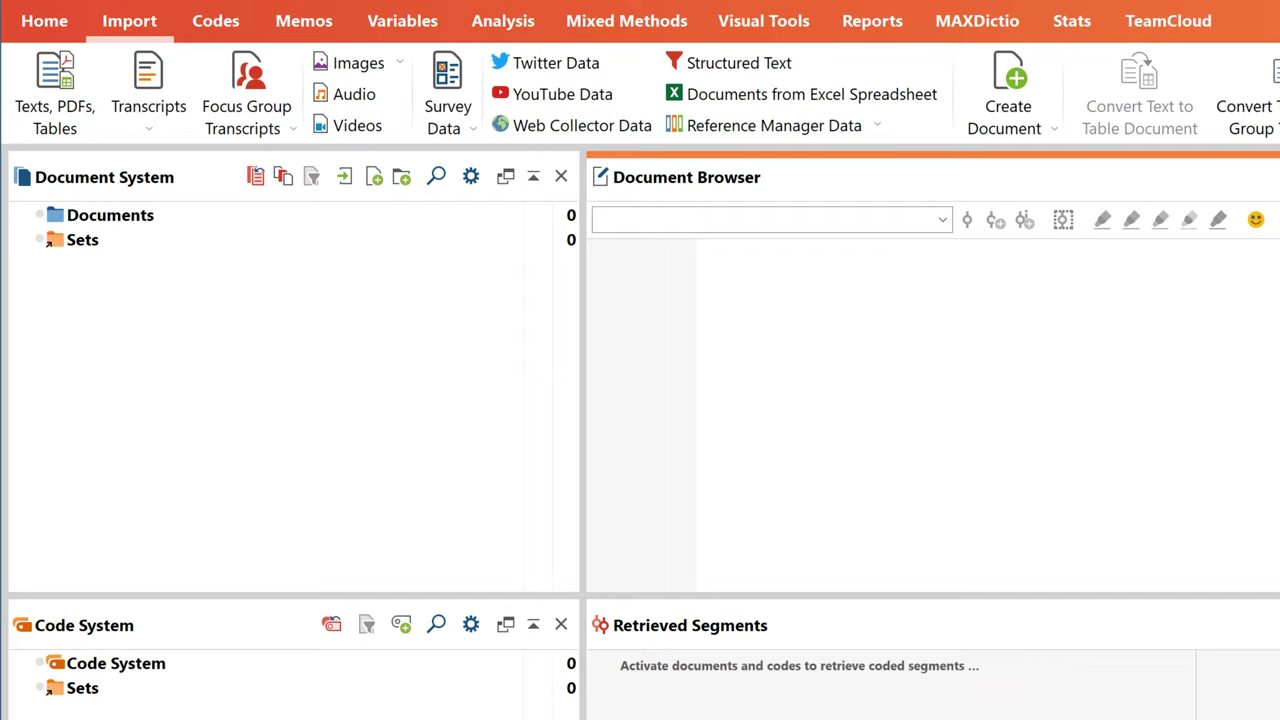 Home Import Codes Memos Variables Analysis Mixed Methods Visual Tools Reports MAXDictio Stats TeamCloud
Texts, PDFs,
Tables
Transcripts
Focus Group
Transcripts
Images
Audio
Videos
Survey
Data
Twitter Data
YouTube Data
Web Collector Data
Structured Text
Documents from Excel Spreadsheet
Reference Manager Data
Create
Document
Convert Text to
Table Document
Convert
Group
Document System
Documents 0
Sets 0
Document Browser
Code System
Code System 0
Sets 0
Retrieved Segments
Activate documents and codes to retrieve coded segments ...